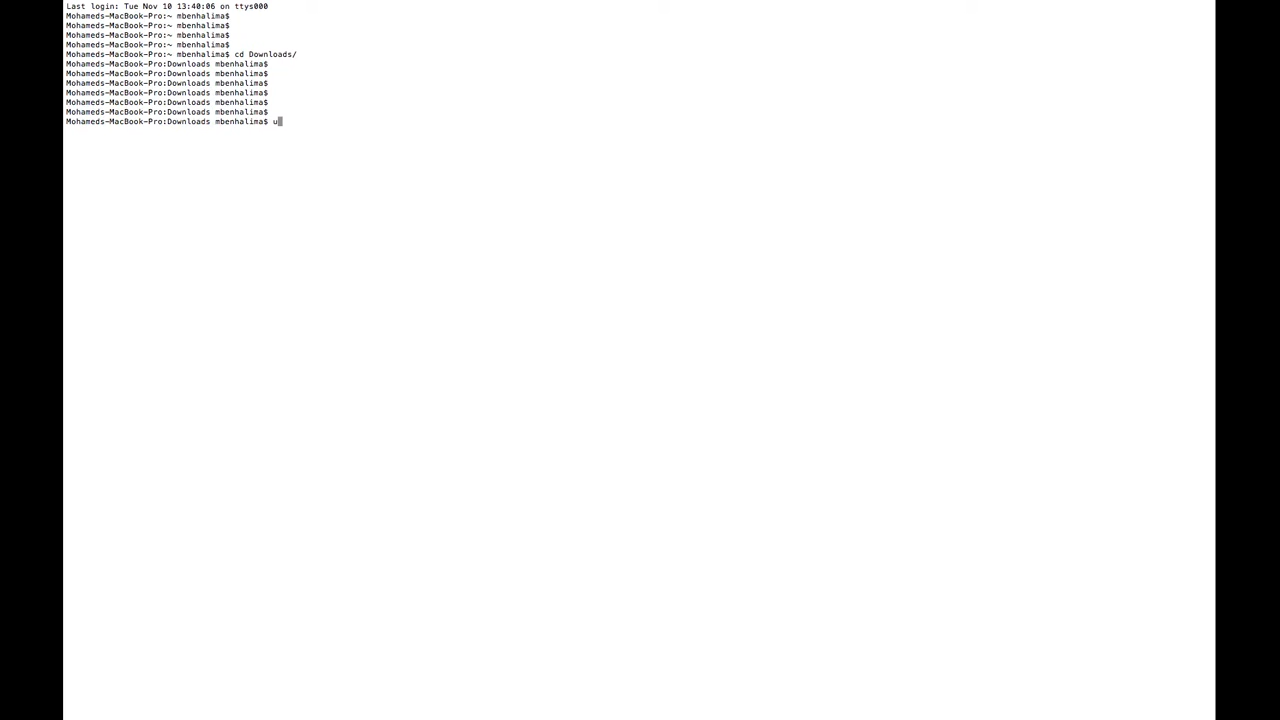 Last login: Tue Nov 10 13:40:06 on ttys000
Mohameds-MacBook-Pro:~ mbenhalima$
Mohameds-MacBook-Pro:~ mbenhalima$
Mohameds-MacBook-Pro:~ mbenhalima$
Mohameds-MacBook-Pro:~ mbenhalima$
Mohameds-MacBook-Pro:~ mbenhalima$ cd Downloads/
Mohameds-MacBook-Pro:Downloads mbenhalima$
Mohameds-MacBook-Pro:Downloads mbenhalima$
Mohameds-MacBook-Pro:Downloads mbenhalima$
Mohameds-MacBook-Pro:Downloads mbenhalima$
Mohameds-MacBook-Pro:Downloads mbenhalima$
Mohameds-MacBook-Pro:Downloads mbenhalima$
Mohameds-MacBook-Pro:Downloads mbenhalima$ u